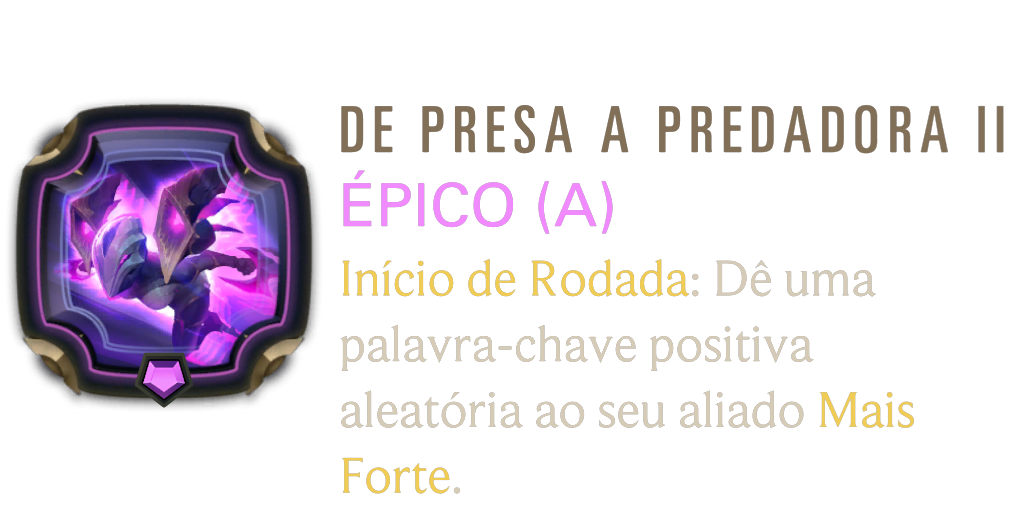 DE PRESA A PREDADORA II
ÉPICO (A)
Início de Rodada: Dê uma
palavra-chave positiva
aleatória ao seu aliado Mais
Forte.